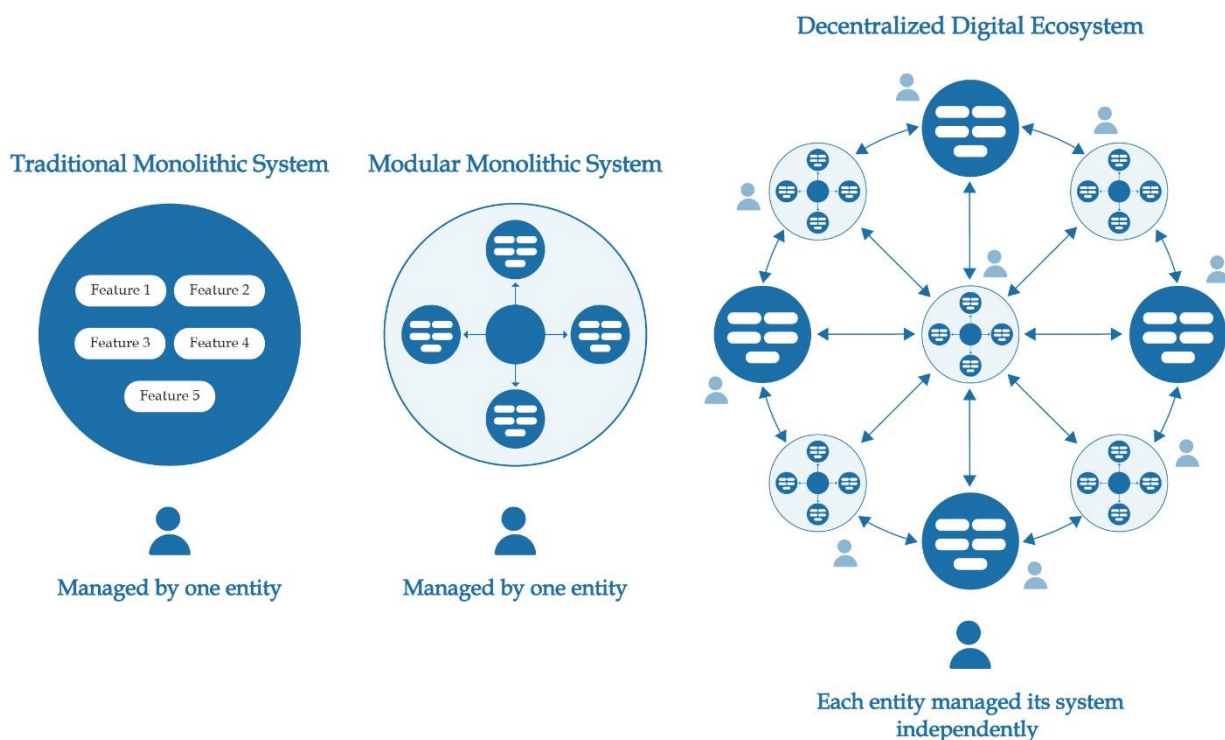 Decentralized Digital Ecosystem
Traditional Monolithic System
Modular Monolithic System
Feature 1
Feature 2
Feature 3
Feature 4
Feature 5
Managed by one entity
Managed by one entity
Each entity managed its system
independently